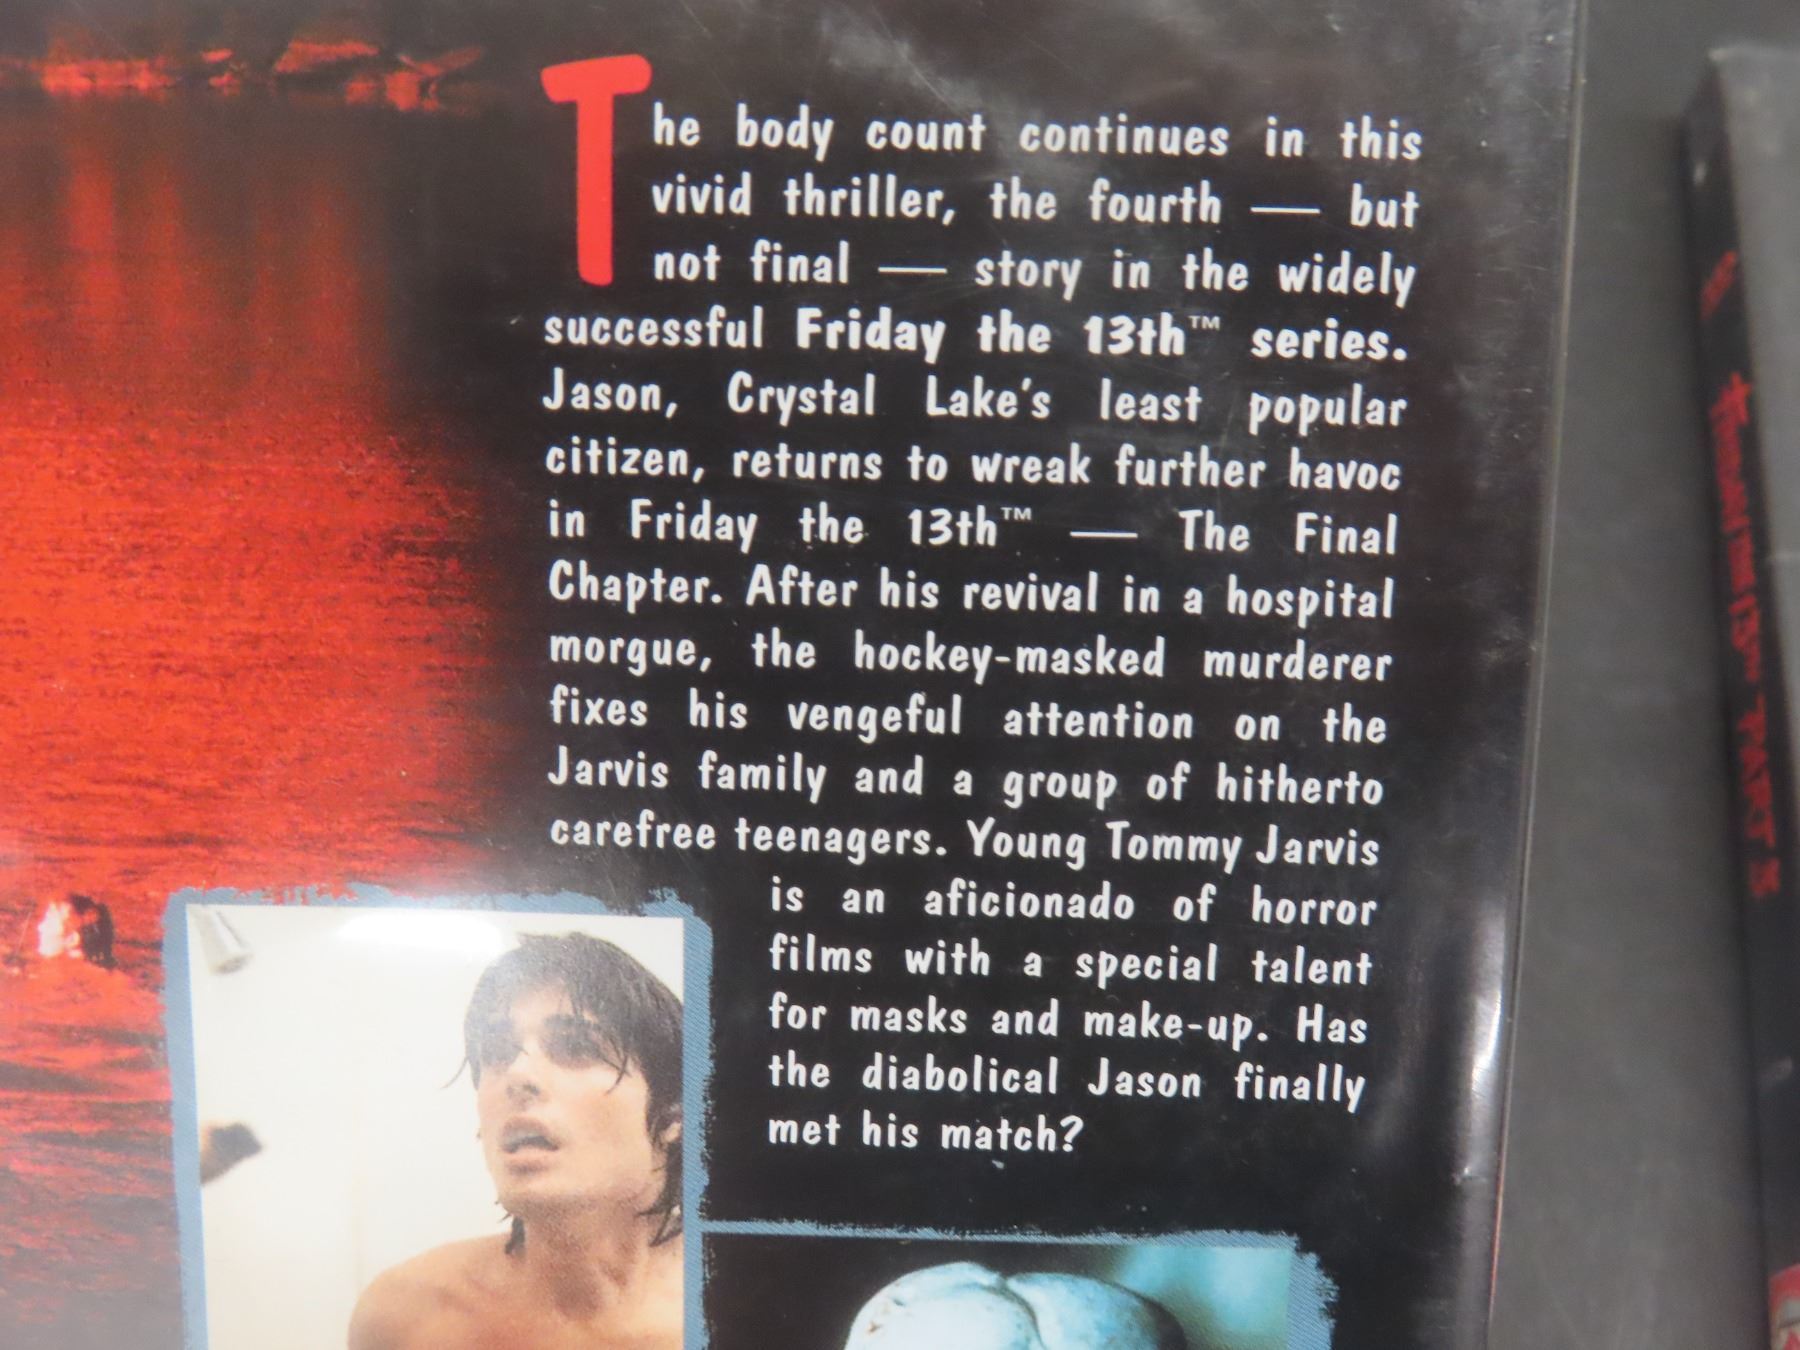 The body count continues in this
vivid thriller, the fourth — but
not final — story in the widely
successful Friday the 13th™ series.
Jason, Crystal Lake's least popular
citizen, returns to wreak further havoc
in Friday the 13th™ — The Final
Chapter. After his revival in a hospital
morgue, the hockey-masked murderer
fixes his vengeful attention on the
Jarvis family and a group of hitherto
carefree teenagers. Young Tommy Jarvis
is an aficionado of horror
films with a special talent
for masks and make-up. Has
the diabolical Jason finally
met his match?